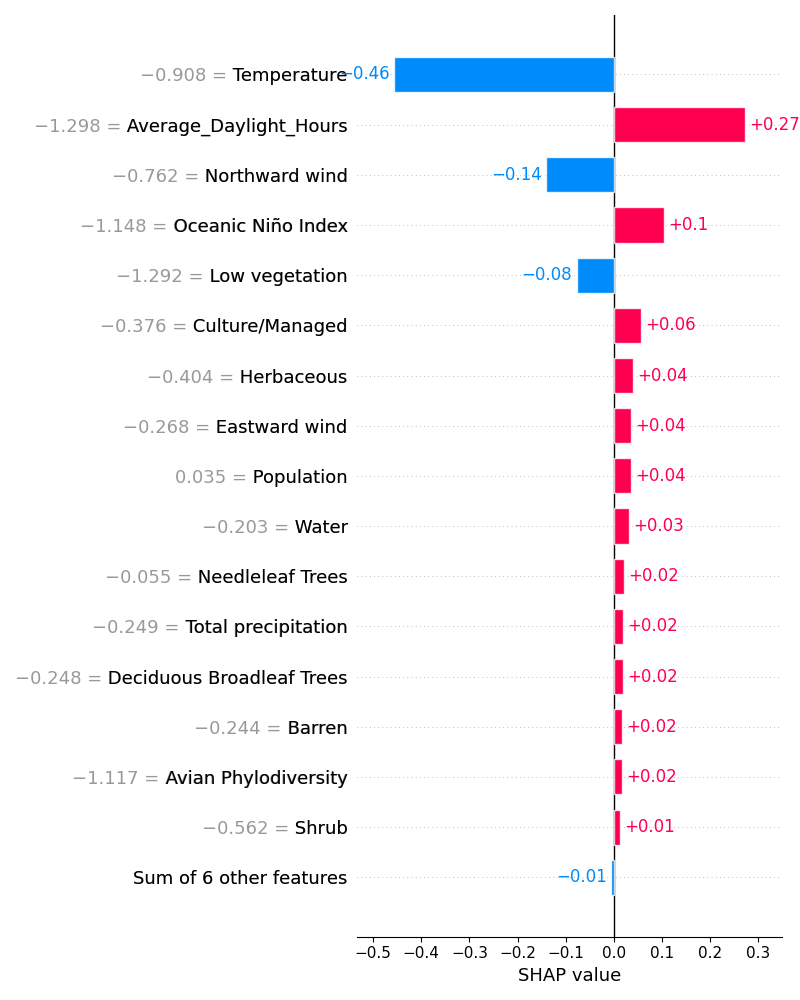 −0.908 = Temperature −0.46
−1.298 = Average_Daylight_Hours +0.27
−0.762 = Northward wind −0.14
−1.148 = Oceanic Niño Index +0.1
−1.292 = Low vegetation −0.08
−0.376 = Culture/Managed +0.06
−0.404 = Herbaceous +0.04
−0.268 = Eastward wind +0.04
0.035 = Population +0.04
−0.203 = Water +0.03
−0.055 = Needleleaf Trees +0.02
−0.249 = Total precipitation +0.02
−0.248 = Deciduous Broadleaf Trees +0.02
−0.244 = Barren +0.02
−1.117 = Avian Phylodiversity +0.02
−0.562 = Shrub +0.01
Sum of 6 other features −0.01
−0.5 −0.4 −0.3 −0.2 −0.1 0.0 0.1 0.2 0.3
SHAP value